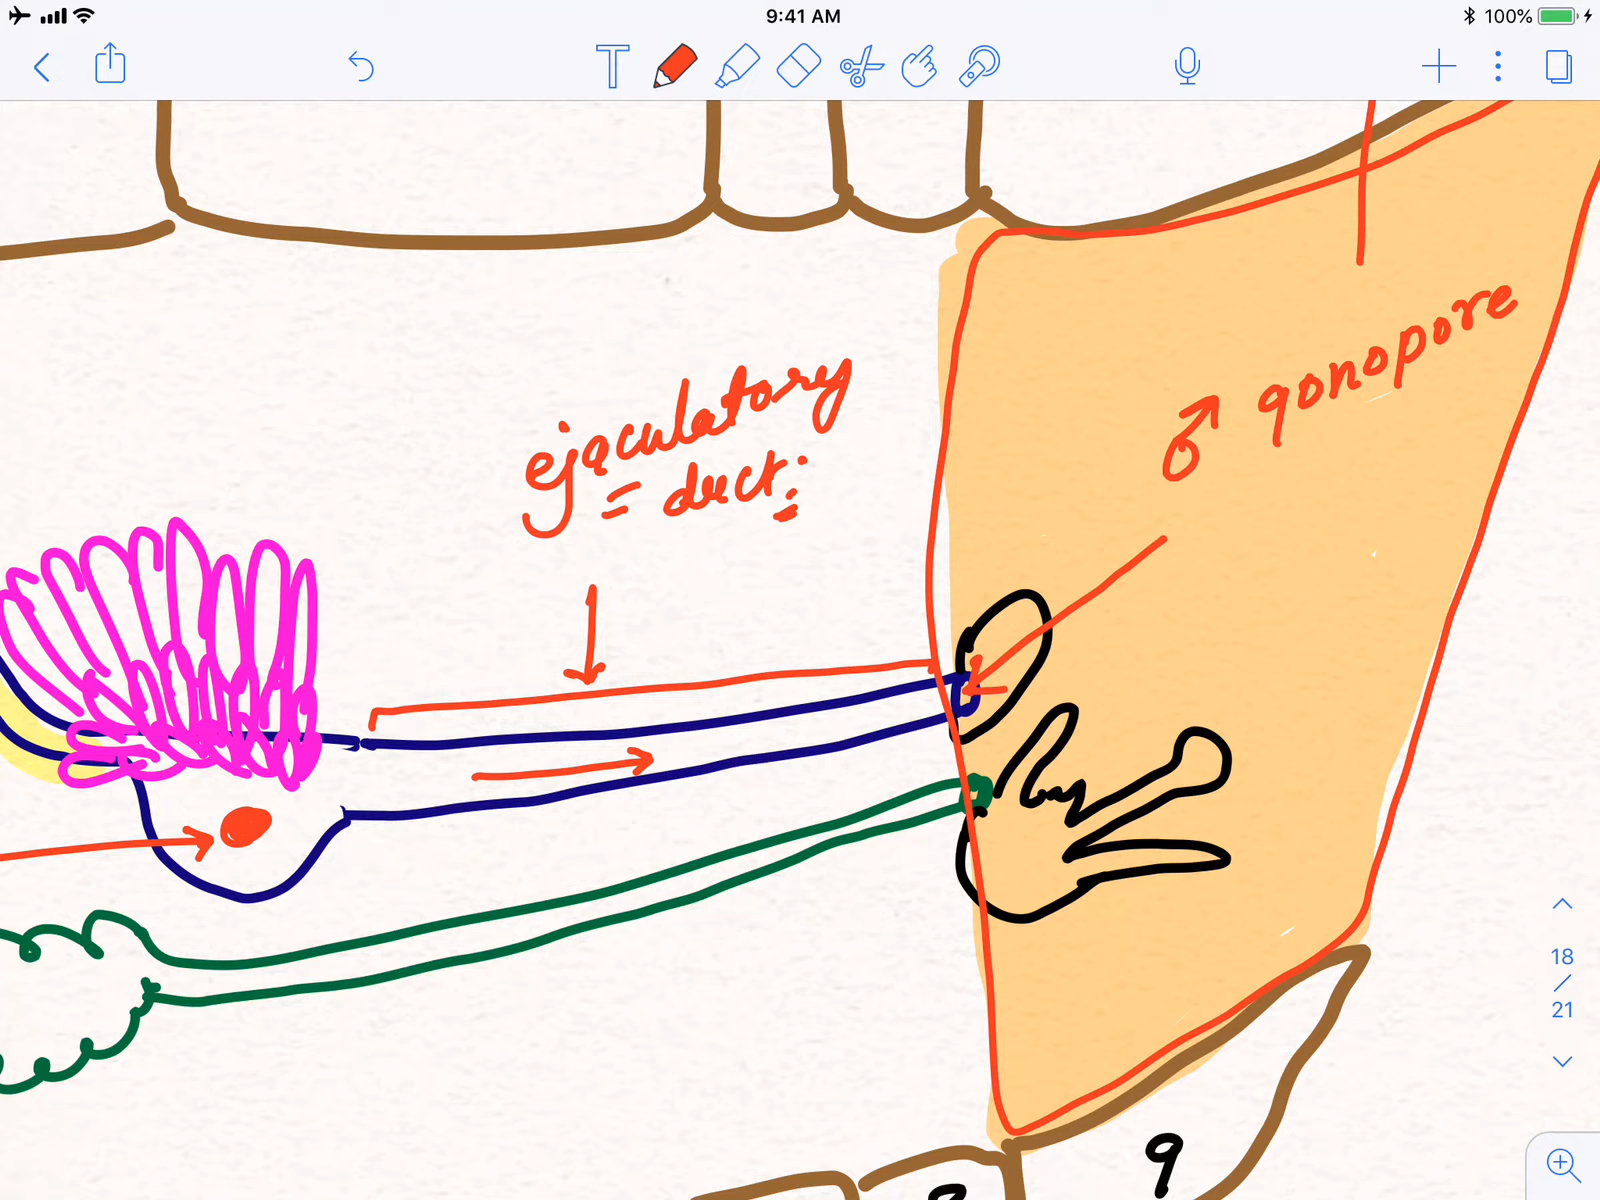 9:41 AM
100%
T
ejaculatory
= duct :
♂ gonopore
18
/
21
9